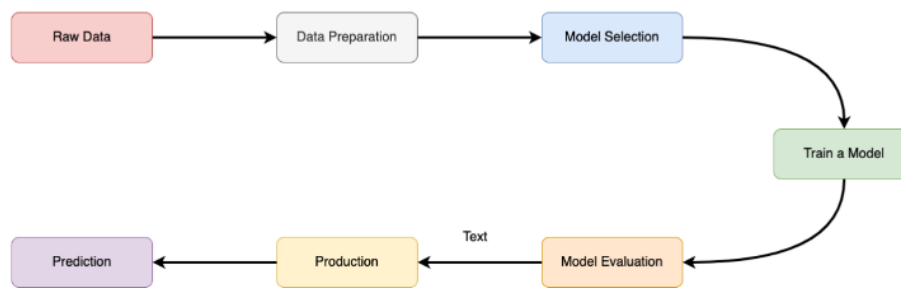 Raw Data
Data Preparation
Model Selection
Train a Model
Text
Prediction
Production
Model Evaluation